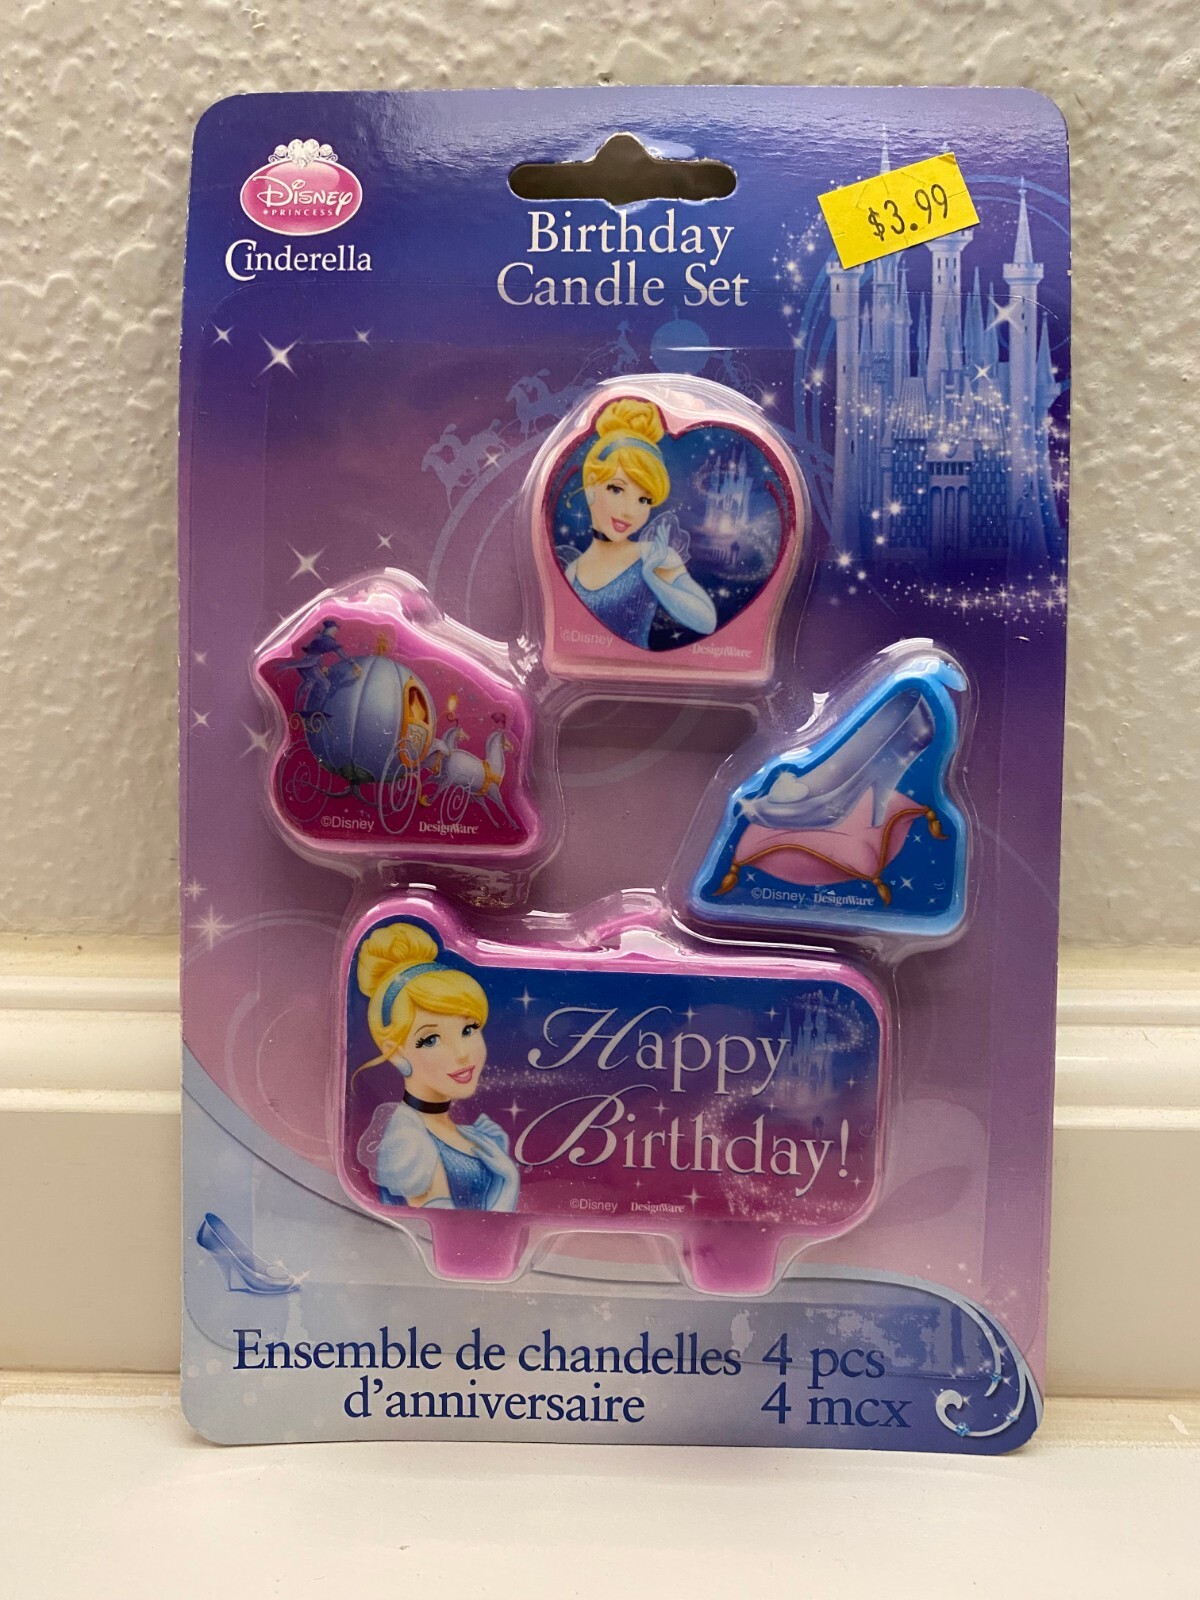 Disney
PRINCESS
Cinderella
Birthday
Candle Set
$3.99
©Disney
DesignWare
©Disney
DesignWare
©Disney
DesignWare
Happy
Birthday!
©Disney
DesignWare
Ensemble de chandelles
d'anniversaire
4 pcs
4 mcx